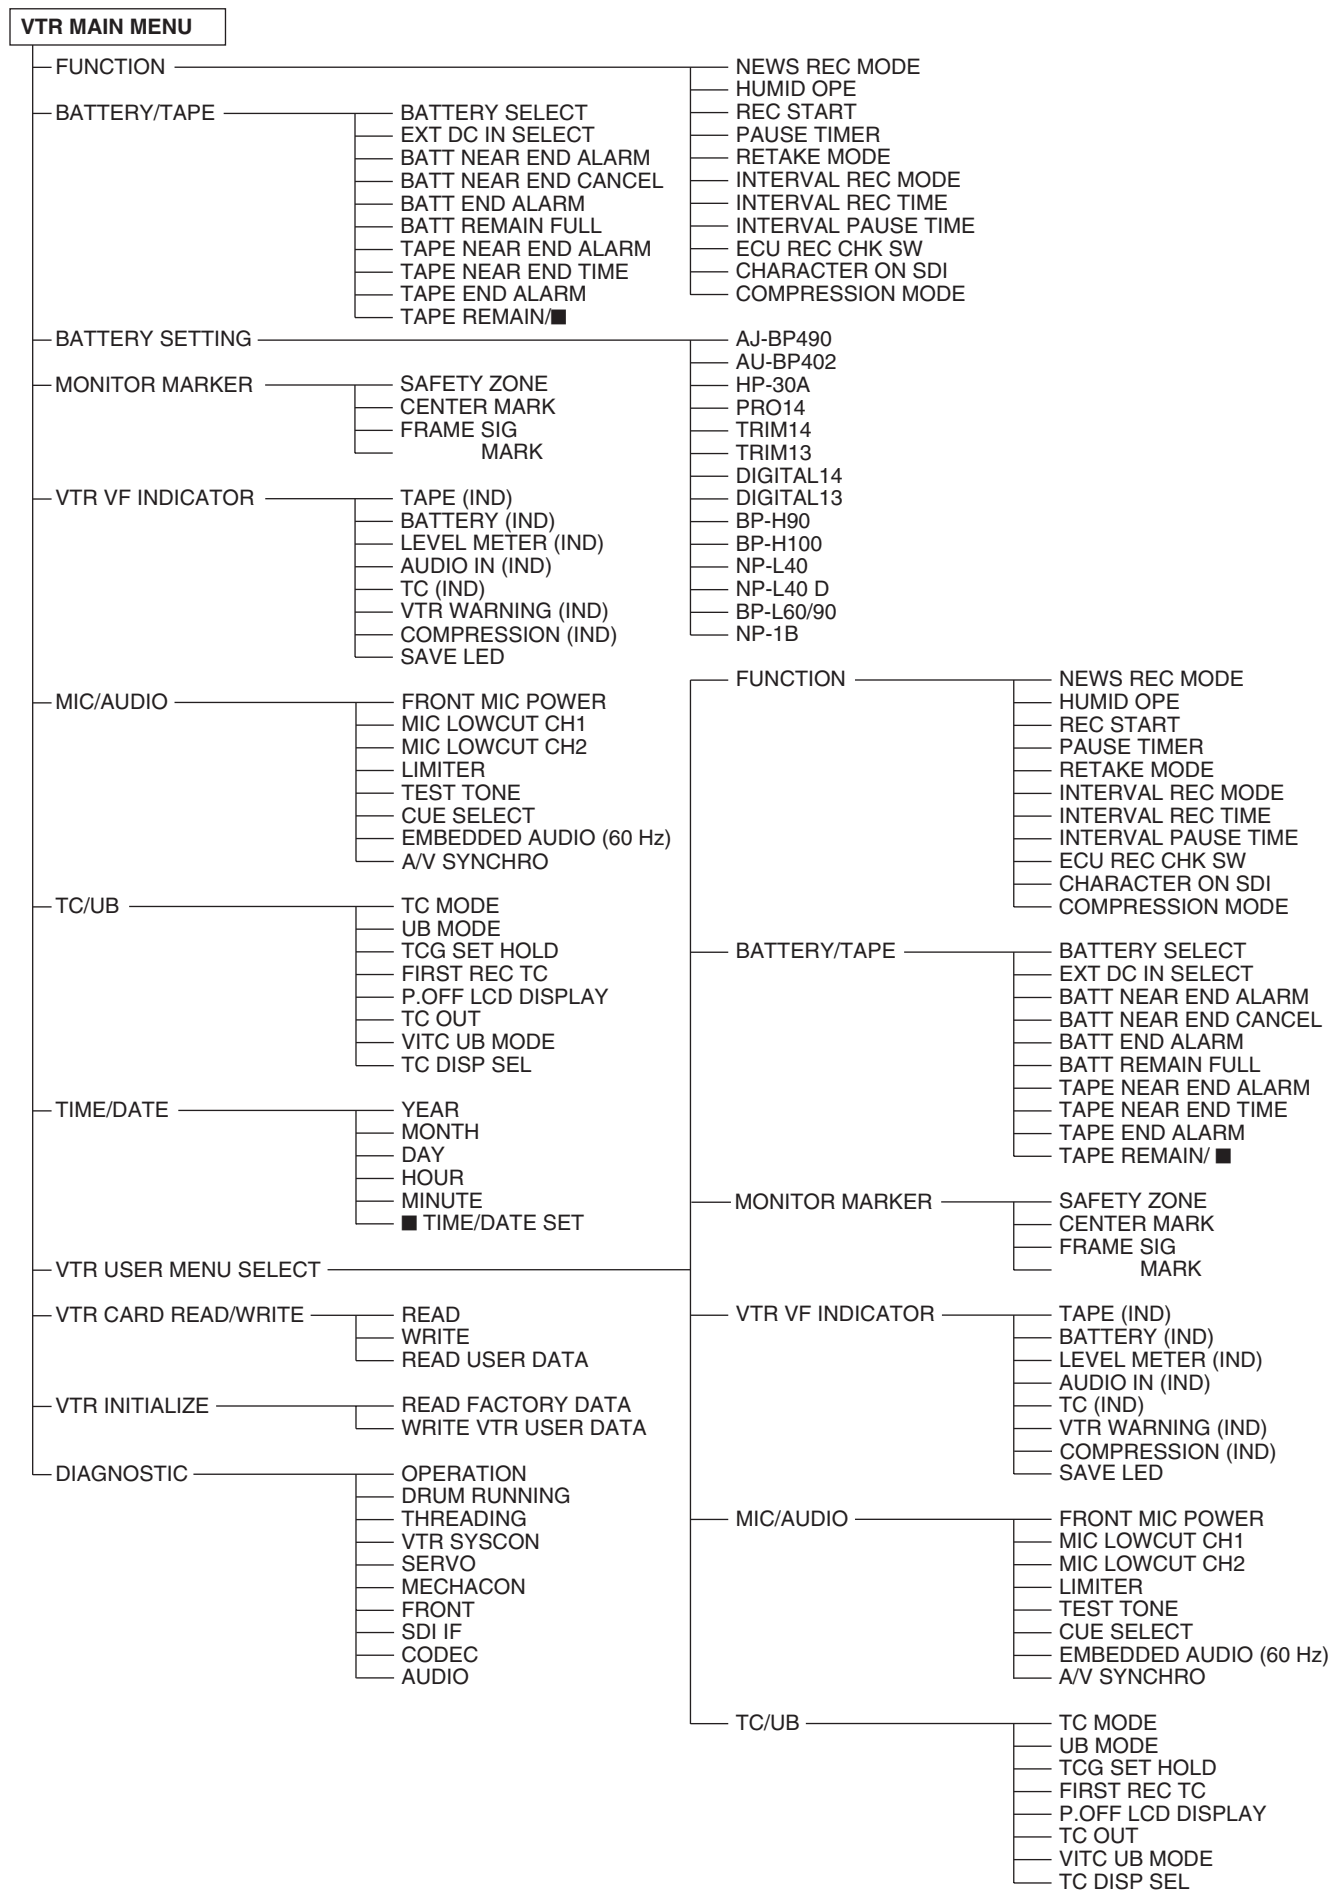 VTR MAIN MENU
FUNCTION
NEWS REC MODE
HUMID OPE
REC START
PAUSE TIMER
RETAKE MODE
INTERVAL REC MODE
INTERVAL REC TIME
INTERVAL PAUSE TIME
ECU REC CHK SW
CHARACTER ON SDI
COMPRESSION MODE
BATTERY/TAPE
BATTERY SELECT
EXT DC IN SELECT
BATT NEAR END ALARM
BATT NEAR END CANCEL
BATT END ALARM
BATT REMAIN FULL
TAPE NEAR END ALARM
TAPE NEAR END TIME
TAPE END ALARM
TAPE REMAIN/■
BATTERY SETTING
AJ-BP490
AU-BP402
HP-30A
PRO14
TRIM14
TRIM13
DIGITAL14
DIGITAL13
BP-H90
BP-H100
NP-L40
NP-L40 D
BP-L60/90
NP-1B
MONITOR MARKER
SAFETY ZONE
CENTER MARK
FRAME SIG
MARK
VTR VF INDICATOR
TAPE (IND)
BATTERY (IND)
LEVEL METER (IND)
AUDIO IN (IND)
TC (IND)
VTR WARNING (IND)
COMPRESSION (IND)
SAVE LED
MIC/AUDIO
FRONT MIC POWER
MIC LOWCUT CH1
MIC LOWCUT CH2
LIMITER
TEST TONE
CUE SELECT
EMBEDDED AUDIO (60 Hz)
A/V SYNCHRO
TC/UB
TC MODE
UB MODE
TCG SET HOLD
FIRST REC TC
P.OFF LCD DISPLAY
TC OUT
VITC UB MODE
TC DISP SEL
TIME/DATE
YEAR
MONTH
DAY
HOUR
MINUTE
■ TIME/DATE SET
VTR USER MENU SELECT
FUNCTION
NEWS REC MODE
HUMID OPE
REC START
PAUSE TIMER
RETAKE MODE
INTERVAL REC MODE
INTERVAL REC TIME
INTERVAL PAUSE TIME
ECU REC CHK SW
CHARACTER ON SDI
COMPRESSION MODE
BATTERY/TAPE
BATTERY SELECT
EXT DC IN SELECT
BATT NEAR END ALARM
BATT NEAR END CANCEL
BATT END ALARM
BATT REMAIN FULL
TAPE NEAR END ALARM
TAPE NEAR END TIME
TAPE END ALARM
TAPE REMAIN/ ■
MONITOR MARKER
SAFETY ZONE
CENTER MARK
FRAME SIG
MARK
VTR VF INDICATOR
TAPE (IND)
BATTERY (IND)
LEVEL METER (IND)
AUDIO IN (IND)
TC (IND)
VTR WARNING (IND)
COMPRESSION (IND)
SAVE LED
MIC/AUDIO
FRONT MIC POWER
MIC LOWCUT CH1
MIC LOWCUT CH2
LIMITER
TEST TONE
CUE SELECT
EMBEDDED AUDIO (60 Hz)
A/V SYNCHRO
TC/UB
TC MODE
UB MODE
TCG SET HOLD
FIRST REC TC
P.OFF LCD DISPLAY
TC OUT
VITC UB MODE
TC DISP SEL
VTR CARD READ/WRITE
READ
WRITE
READ USER DATA
VTR INITIALIZE
READ FACTORY DATA
WRITE VTR USER DATA
DIAGNOSTIC
OPERATION
DRUM RUNNING
THREADING
VTR SYSCON
SERVO
MECHACON
FRONT
SDI IF
CODEC
AUDIO